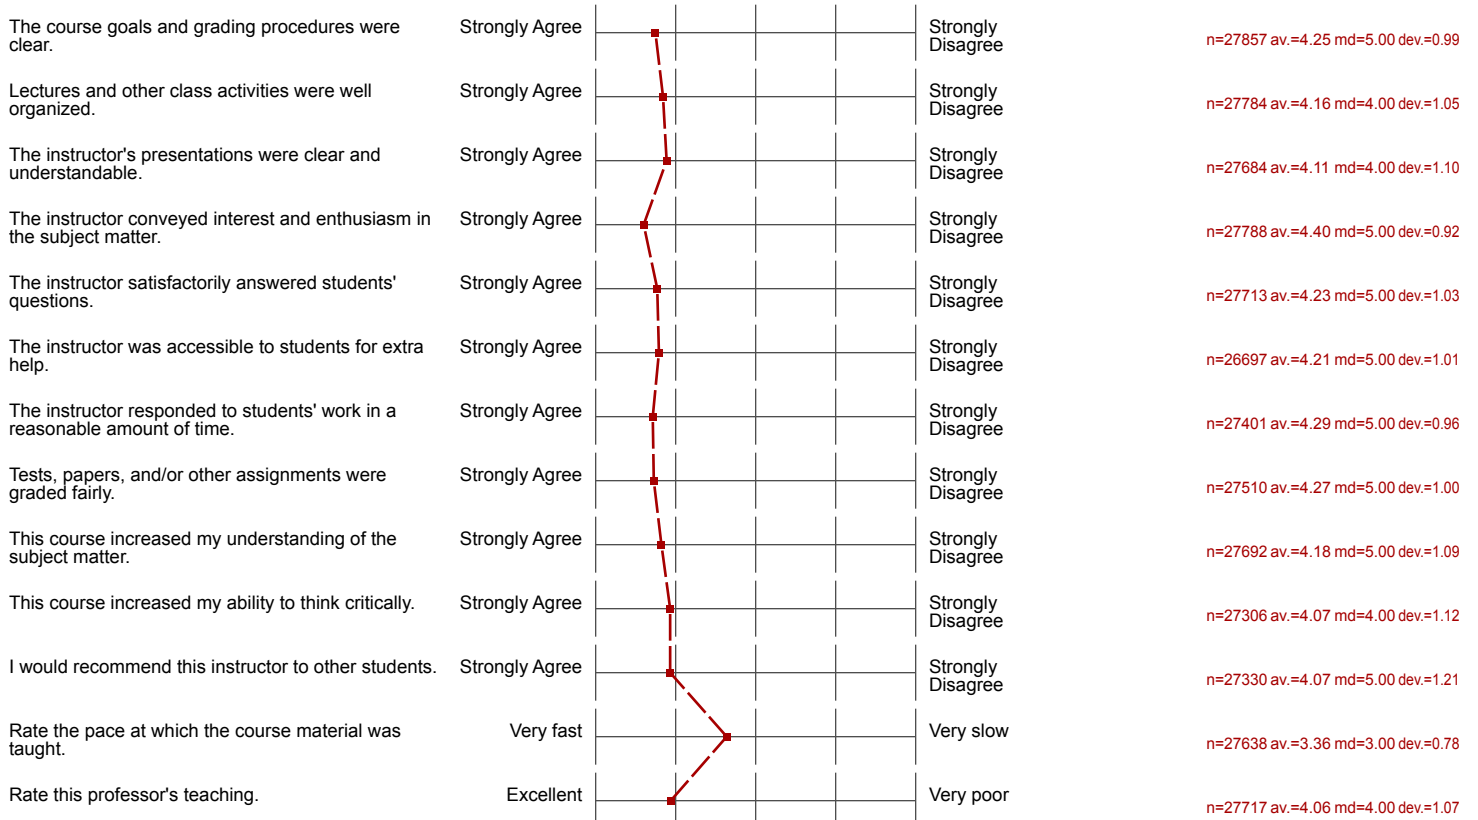 The course goals and grading procedures were
clear.
Strongly Agree
Strongly
Disagree
n=27857 av.=4.25 md=5.00 dev.=0.99
Lectures and other class activities were well
organized.
Strongly Agree
Strongly
Disagree
n=27784 av.=4.16 md=4.00 dev.=1.05
The instructor's presentations were clear and
understandable.
Strongly Agree
Strongly
Disagree
n=27684 av.=4.11 md=4.00 dev.=1.10
The instructor conveyed interest and enthusiasm in
the subject matter.
Strongly Agree
Strongly
Disagree
n=27788 av.=4.40 md=5.00 dev.=0.92
The instructor satisfactorily answered students'
questions.
Strongly Agree
Strongly
Disagree
n=27713 av.=4.23 md=5.00 dev.=1.03
The instructor was accessible to students for extra
help.
Strongly Agree
Strongly
Disagree
n=26697 av.=4.21 md=5.00 dev.=1.01
The instructor responded to students' work in a
reasonable amount of time.
Strongly Agree
Strongly
Disagree
n=27401 av.=4.29 md=5.00 dev.=0.96
Tests, papers, and/or other assignments were
graded fairly.
Strongly Agree
Strongly
Disagree
n=27510 av.=4.27 md=5.00 dev.=1.00
This course increased my understanding of the
subject matter.
Strongly Agree
Strongly
Disagree
n=27692 av.=4.18 md=5.00 dev.=1.09
This course increased my ability to think critically.
Strongly Agree
Strongly
Disagree
n=27306 av.=4.07 md=4.00 dev.=1.12
I would recommend this instructor to other students.
Strongly Agree
Strongly
Disagree
n=27330 av.=4.07 md=5.00 dev.=1.21
Rate the pace at which the course material was
taught.
Very fast
Very slow
n=27638 av.=3.36 md=3.00 dev.=0.78
Rate this professor's teaching.
Excellent
Very poor
n=27717 av.=4.06 md=4.00 dev.=1.07